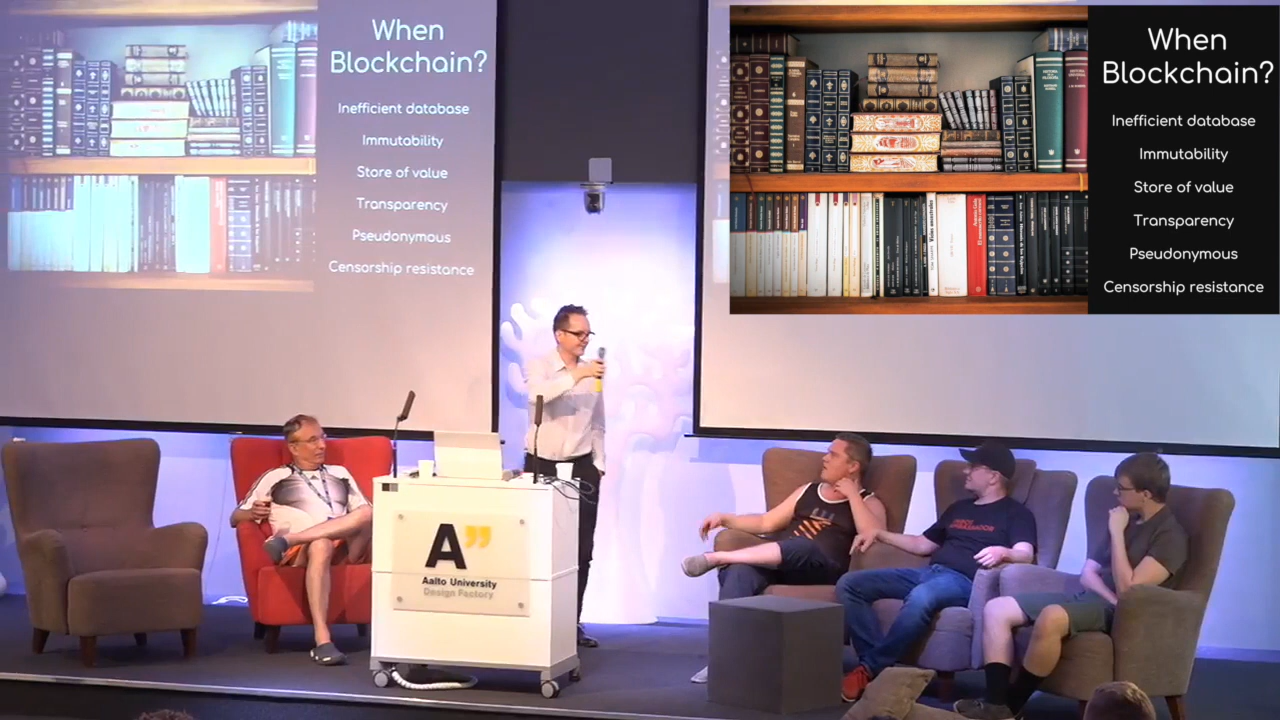 When
Blockchain?
Inefficient database
Immutability
Store of value
Transparency
Pseudonymous
Censorship resistance
When
Blockchain?
Inefficient database
Immutability
Store of value
Transparency
Pseudonymous
Censorship resistance
A”
Aalto University
Design Factory